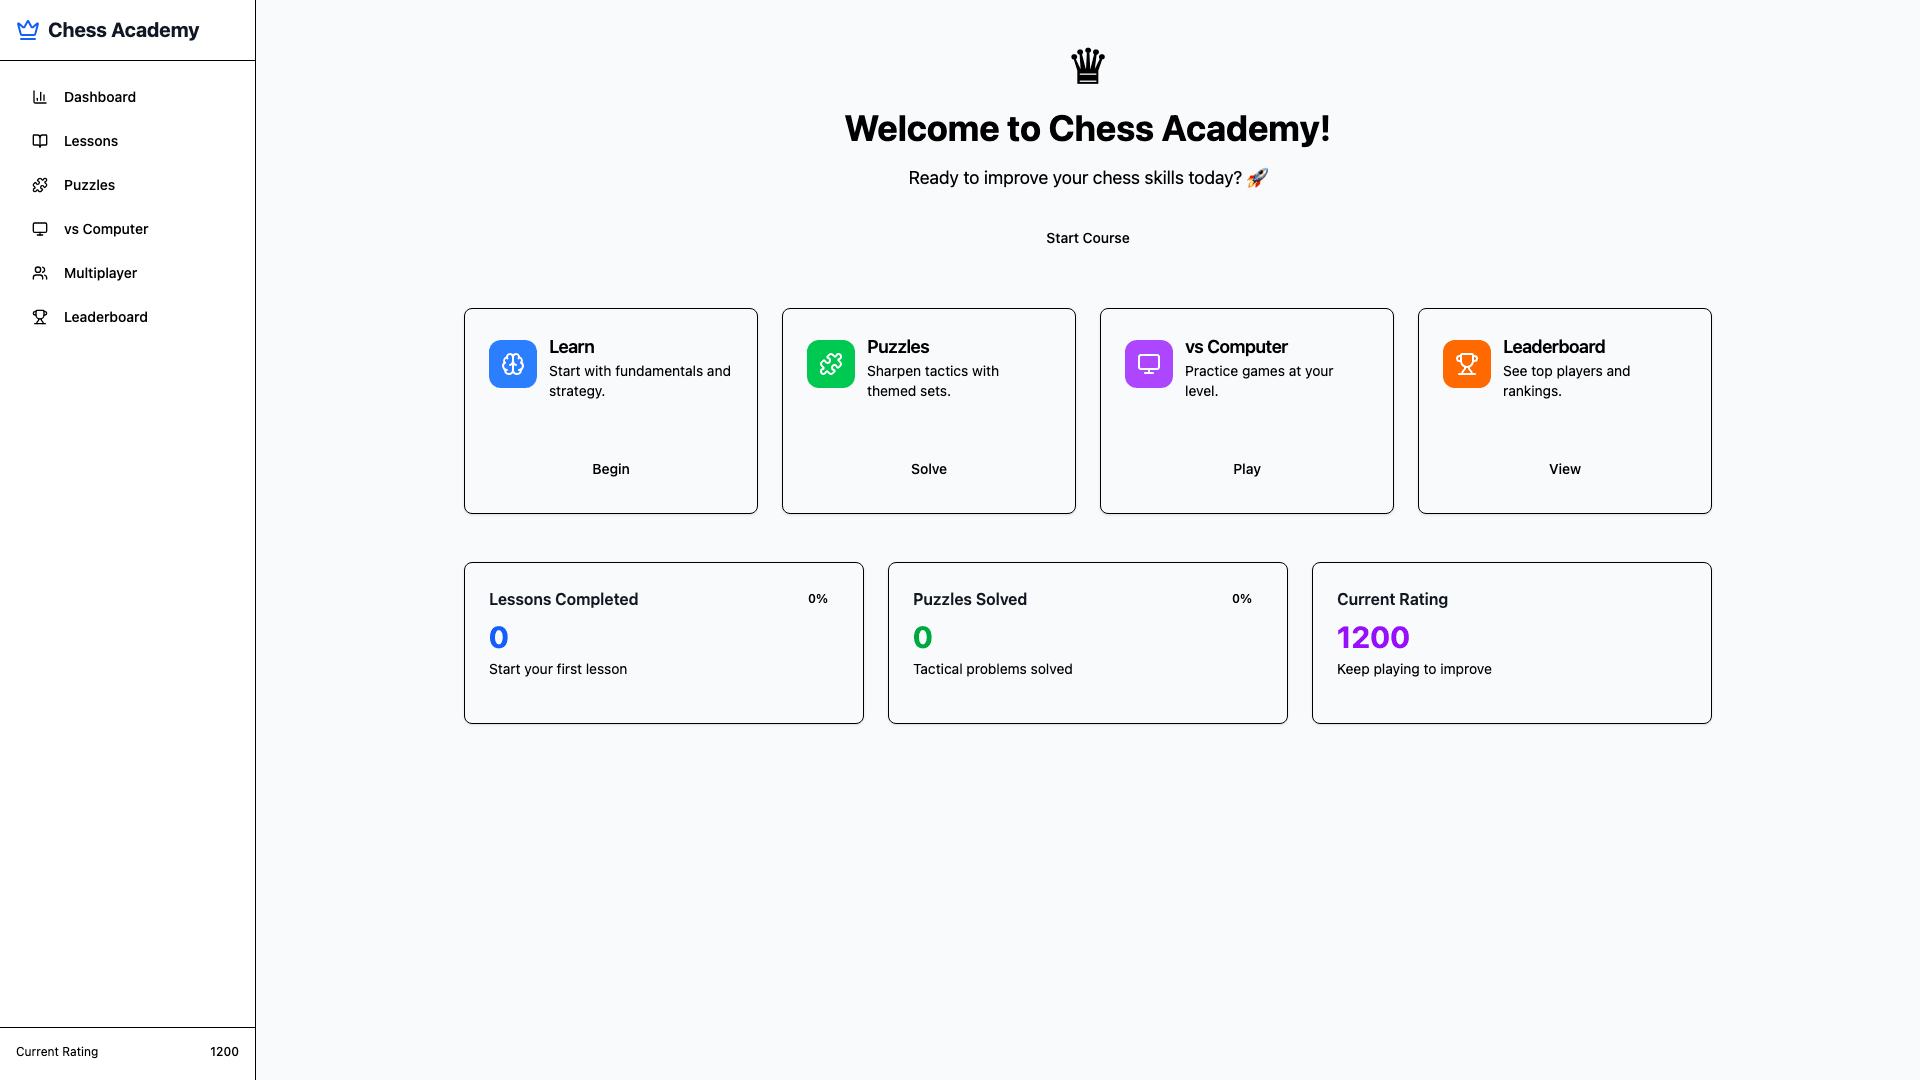 Chess Academy
Dashboard
Lessons
Puzzles
vs Computer
Multiplayer
Leaderboard
Current Rating 1200
Welcome to Chess Academy!
Ready to improve your chess skills today? 🚀
Start Course
Learn
Start with fundamentals and
strategy.
Begin
Puzzles
Sharpen tactics with
themed sets.
Solve
vs Computer
Practice games at your
level.
Play
Leaderboard
See top players and
rankings.
View
Lessons Completed 0%
0
Start your first lesson
Puzzles Solved 0%
0
Tactical problems solved
Current Rating
1200
Keep playing to improve